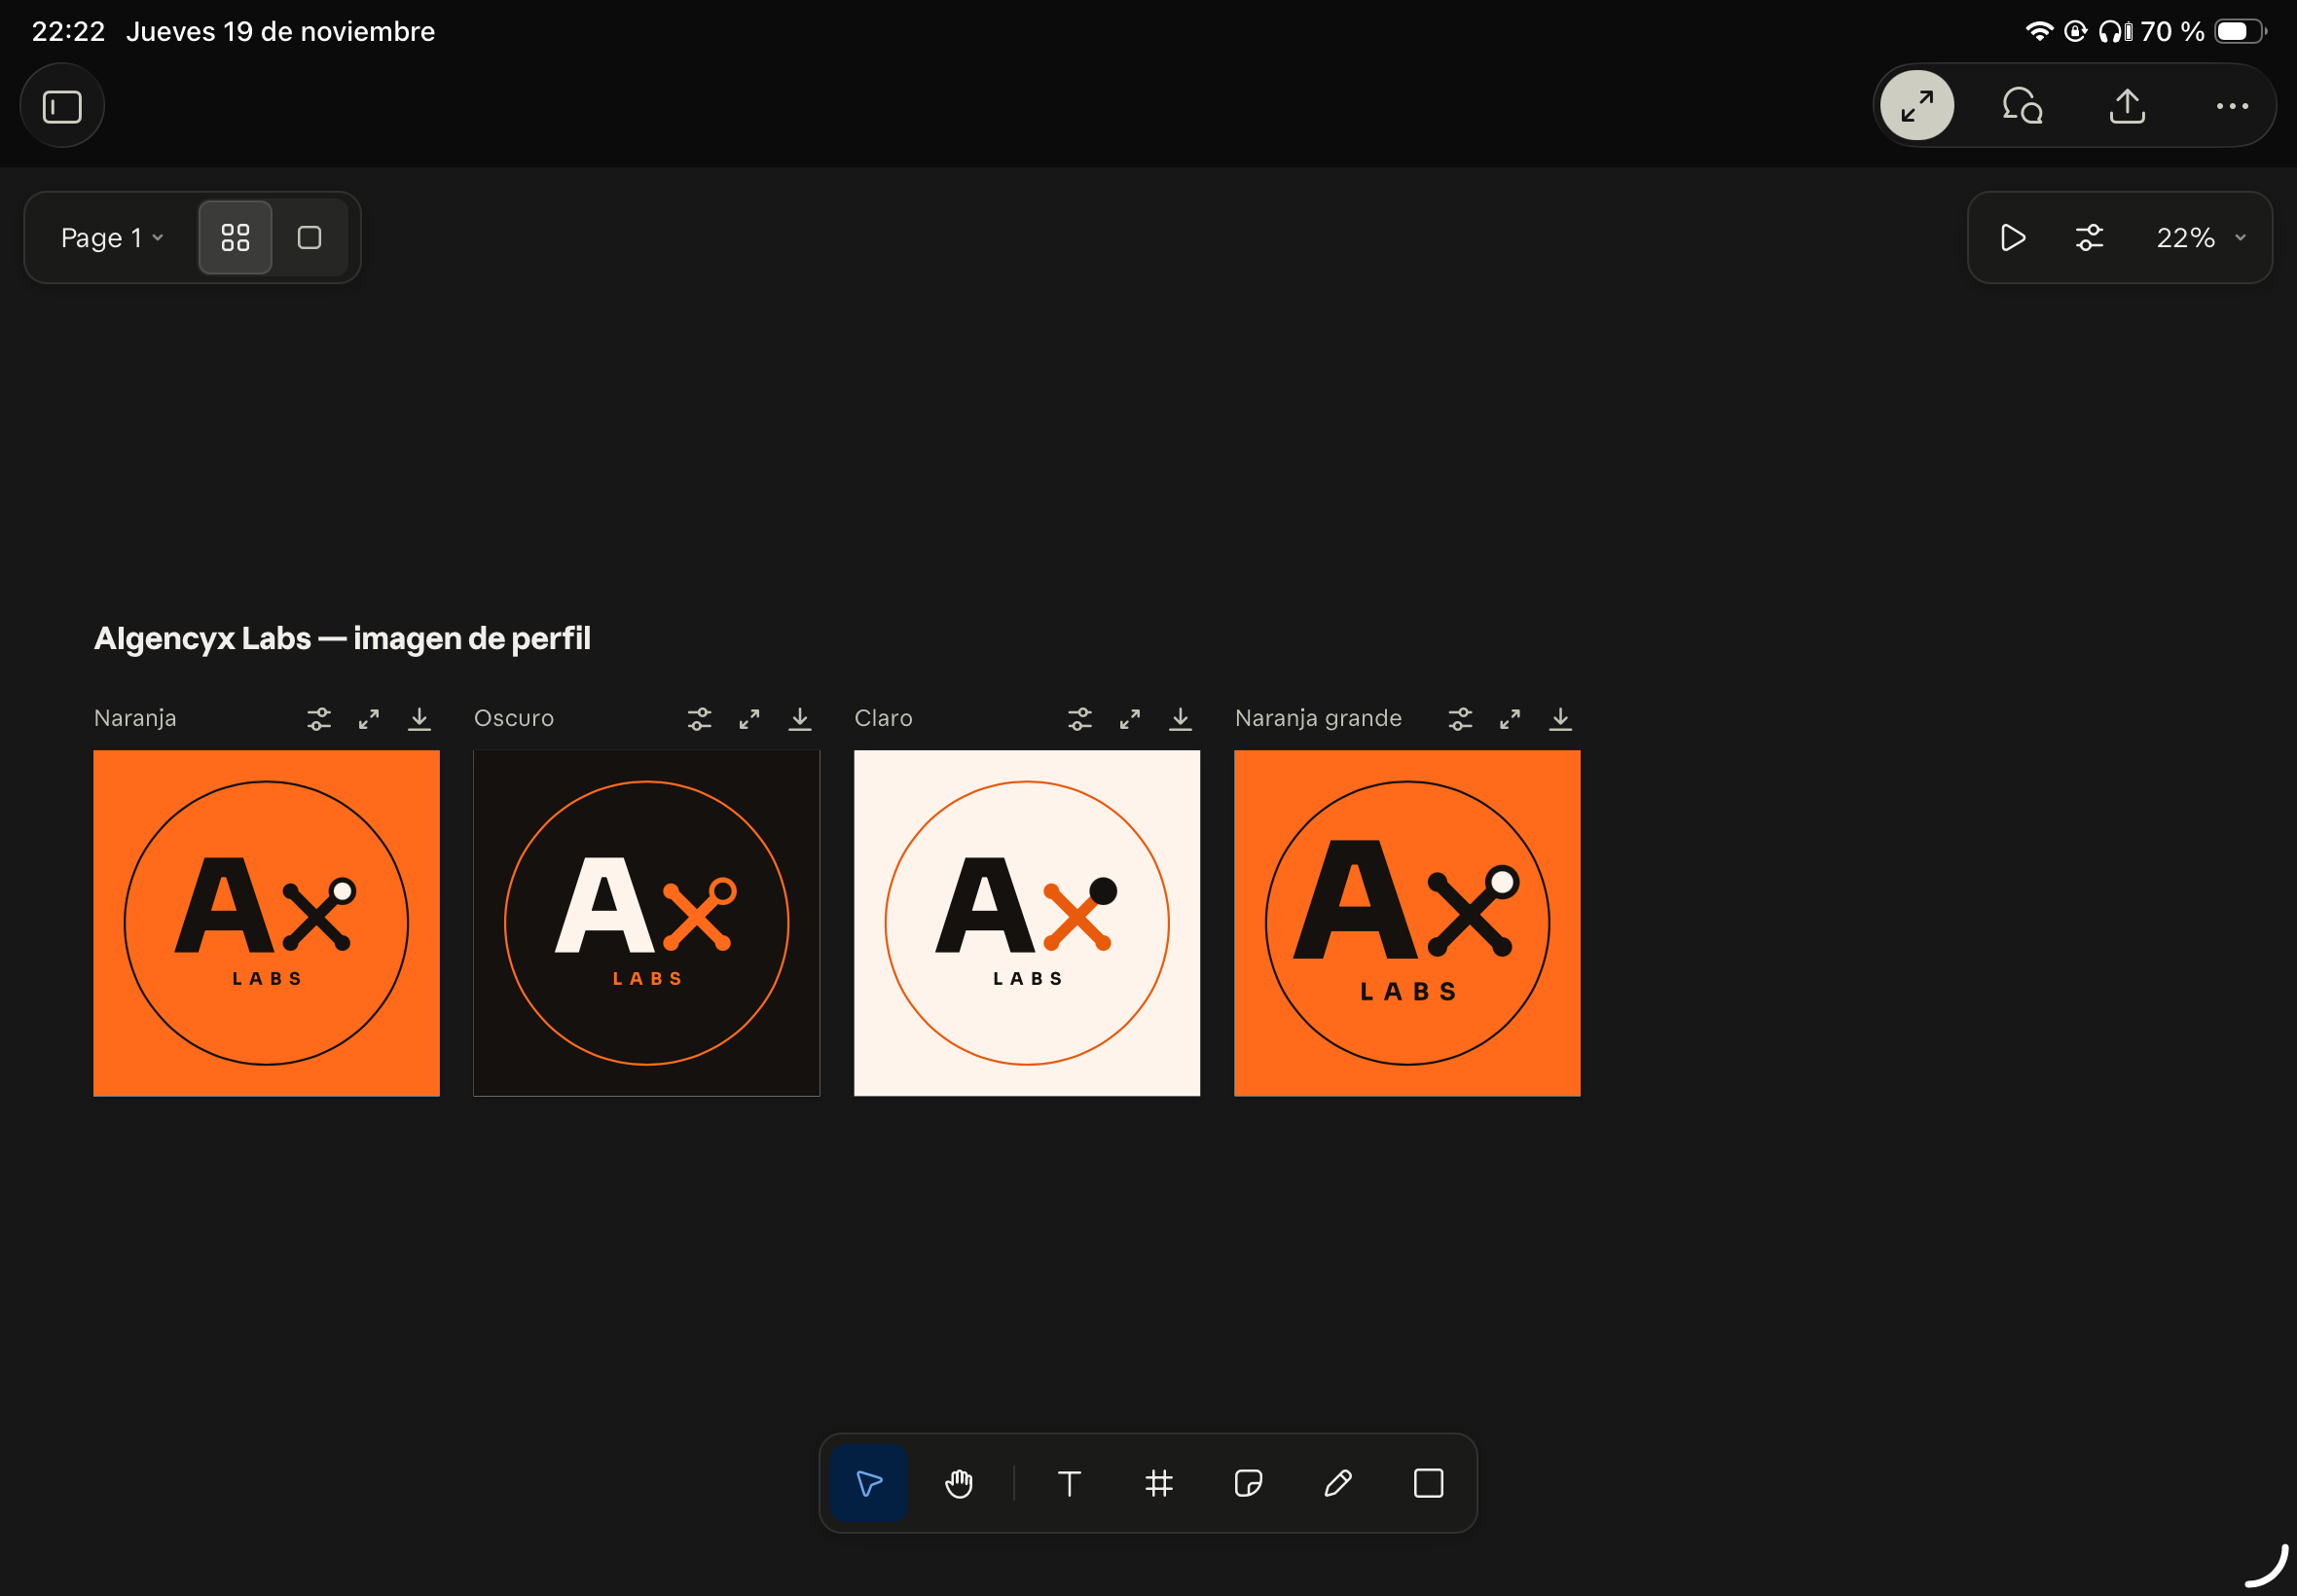 22:22 Jueves 19 de noviembre
70 %
Page 1
22%
AIgencyx Labs — imagen de perfil
Naranja
Oscuro
Claro
Naranja grande
Ax
LABS
Ax
LABS
Ax
LABS
Ax
LABS